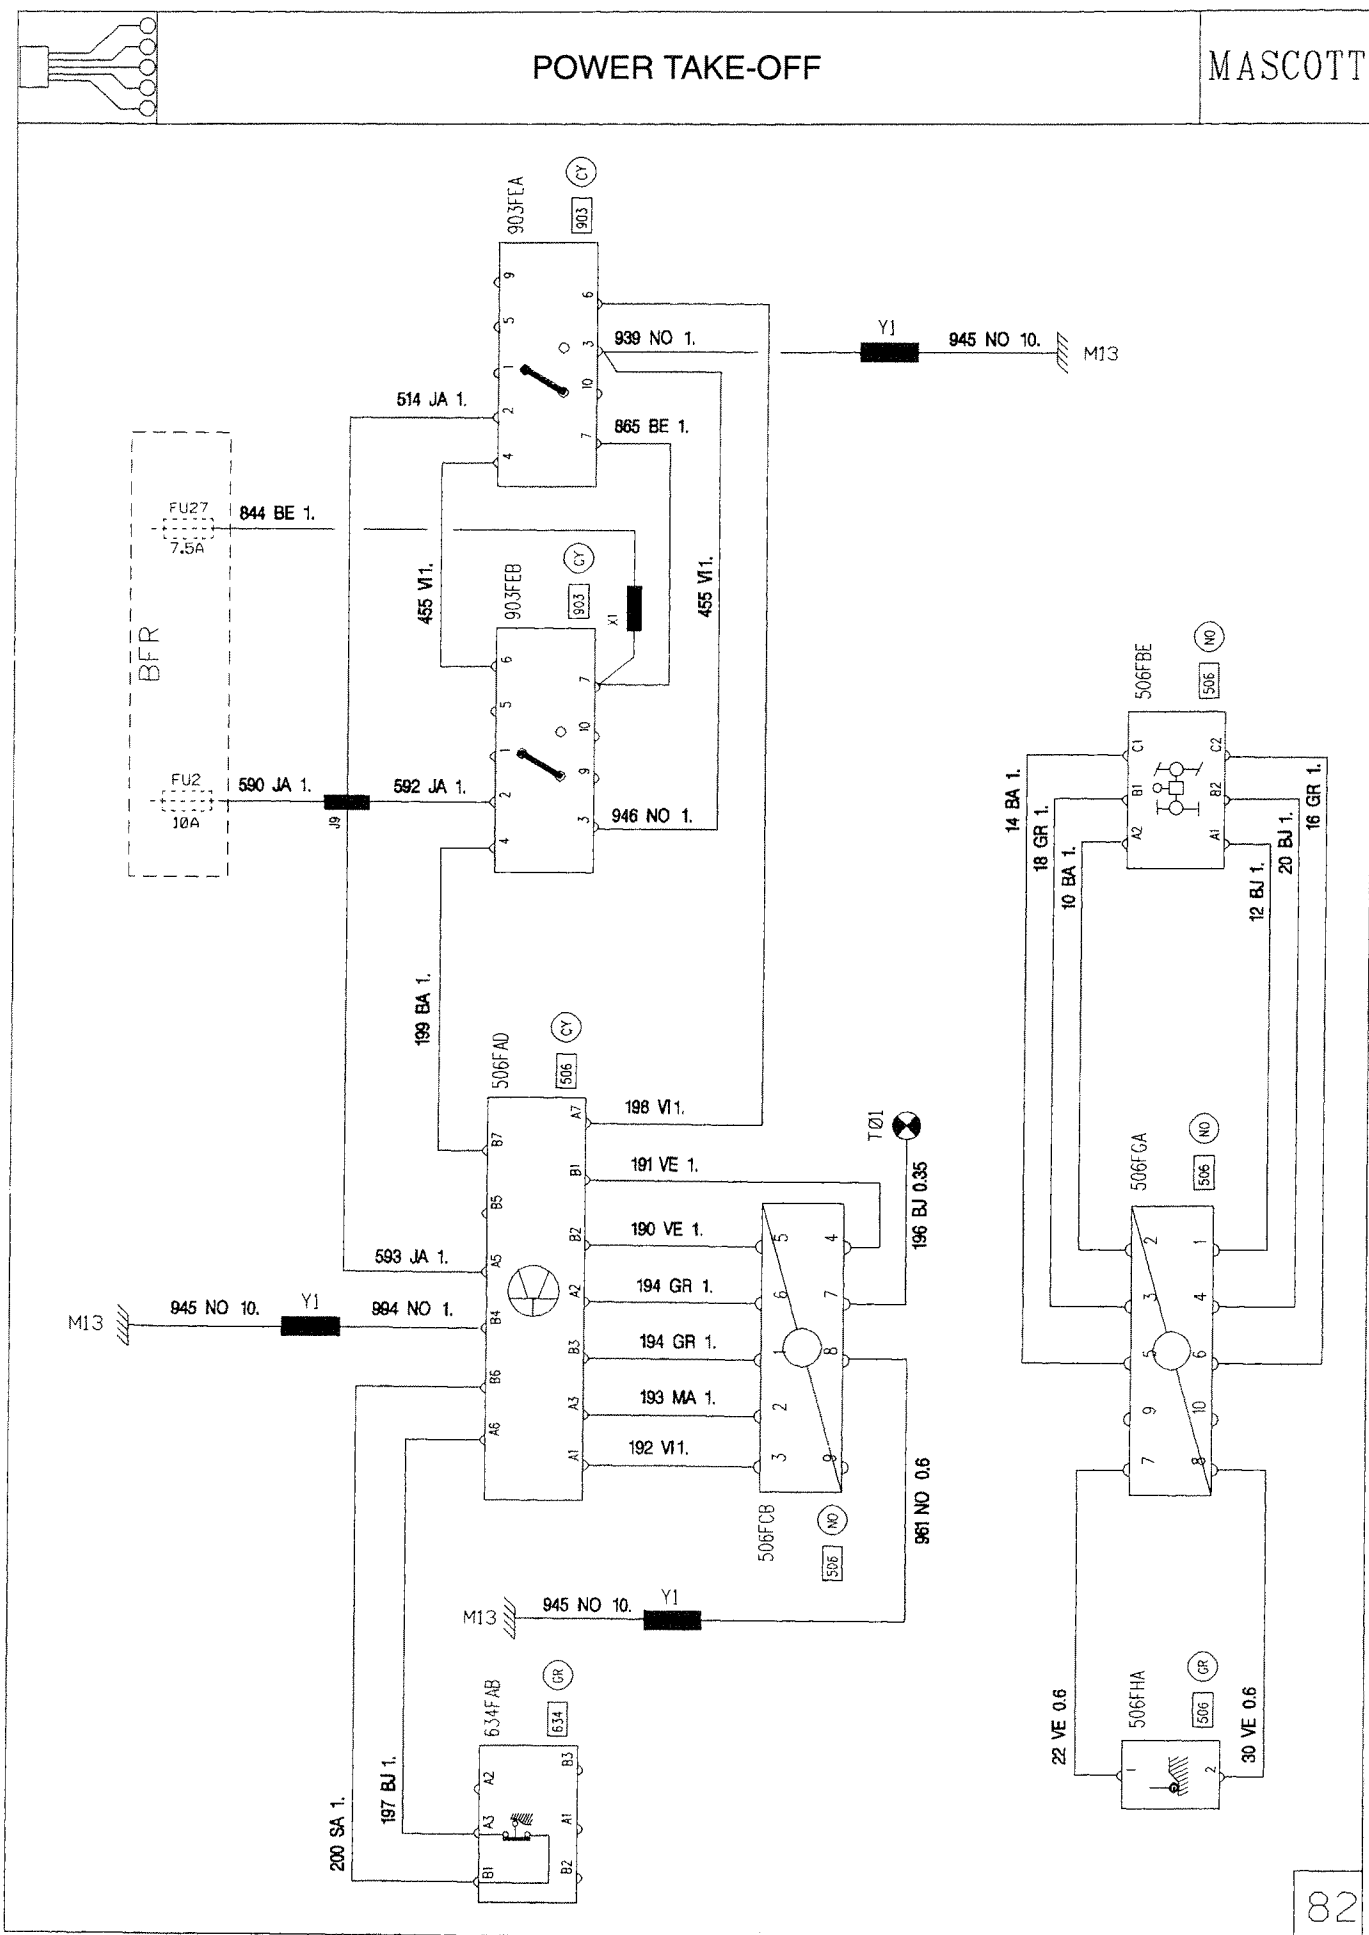 POWER TAKE-OFF
MASCOTT
903FEA
CY
903
9
5
1
2
4
6
3
10
7
939 NO 1.
Y1
945 NO 10.
M13
514 JA 1.
865 BE 1.
BFR
FU27
7.5A
844 BE 1.
455 VI 1.
903FEB
CY
903
X1
455 VI 1.
6
5
1
2
4
7
10
9
3
FU2
10A
590 JA 1.
J9
592 JA 1.
946 NO 1.
506FBE
NO
506
C1
B1
A2
C2
B2
A1
14 BA 1.
18 GR 1.
10 BA 1.
12 BJ 1.
20 BJ 1.
16 GR 1.
199 BA 1.
506FAD
CY
506
B7
B5
A5
B4
B6
A6
A7
B1
B2
A2
B3
A3
A1
198 VI 1.
191 VE 1.
190 VE 1.
194 GR 1.
194 GR 1.
193 MA 1.
192 VI 1.
593 JA 1.
M13
945 NO 10.
Y1
994 NO 1.
T01
196 BJ 0.35
5
6
1
2
3
4
7
8
9
506FCB
NO
506
961 NO 0.6
M13
945 NO 10.
Y1
506FGA
NO
506
2
3
5
9
7
1
4
6
10
8
634FAB
GR
634
A2
A3
B1
B3
A1
B2
200 SA 1.
197 BJ 1.
22 VE 0.6
506FHA
GR
506
1
2
30 VE 0.6
82